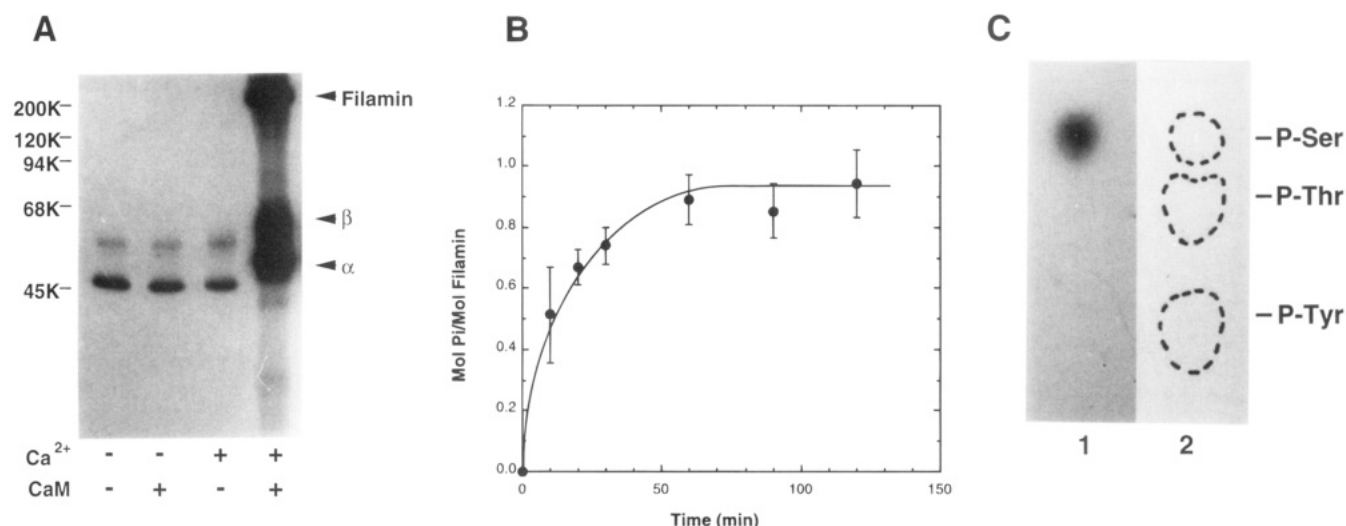 A
200K
120K
94K
68K
45K
Filamin
β
α
Ca2+ - - + +
CaM - + - +
B
Mol Pi/Mol Filamin
1.2
1.0
0.8
0.6
0.4
0.2
0.0
0 50 100 150
Time (min)
C
P-Ser
P-Thr
P-Tyr
1 2